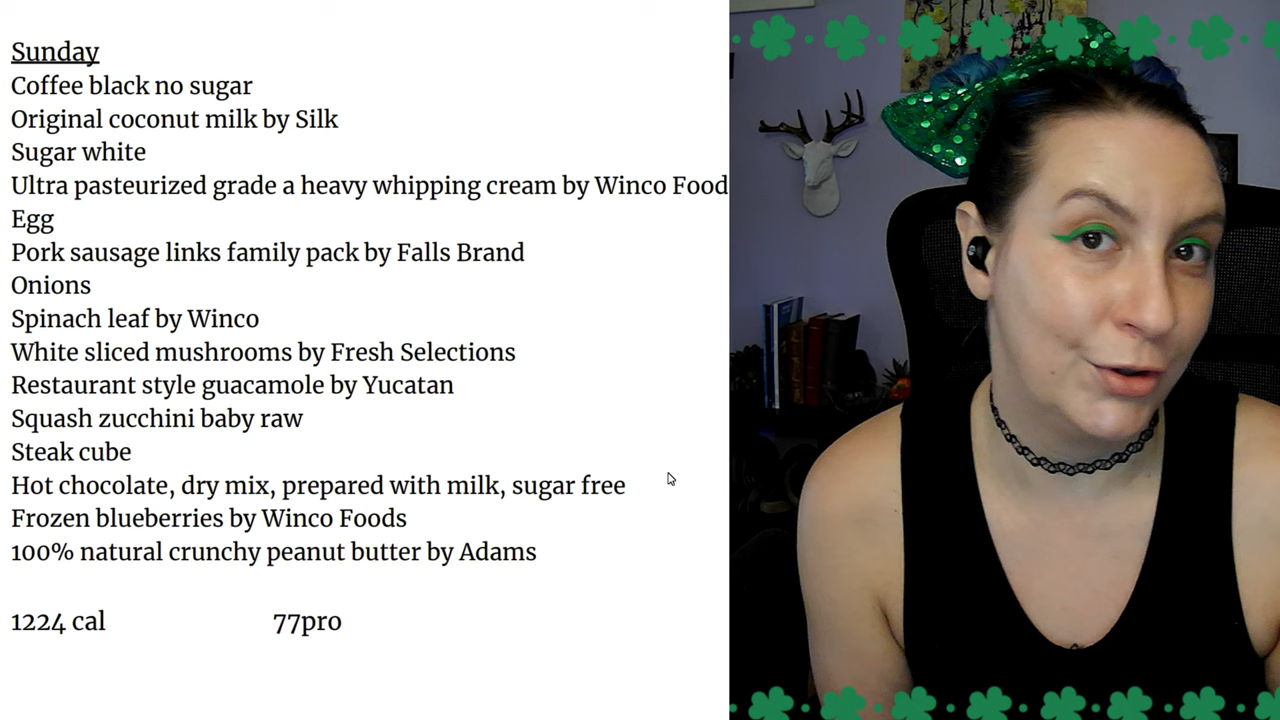 Sunday
Coffee black no sugar
Original coconut milk by Silk
Sugar white
Ultra pasteurized grade a heavy whipping cream by Winco Food
Egg
Pork sausage links family pack by Falls Brand
Onions
Spinach leaf by Winco
White sliced mushrooms by Fresh Selections
Restaurant style guacamole by Yucatan
Squash zucchini baby raw
Steak cube
Hot chocolate, dry mix, prepared with milk, sugar free
Frozen blueberries by Winco Foods
100% natural crunchy peanut butter by Adams
1224 cal 77pro